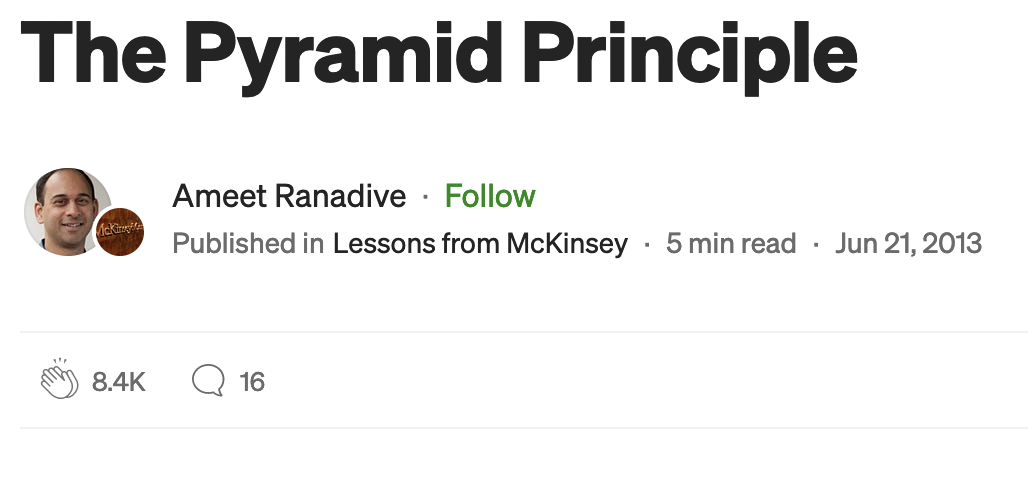 The Pyramid Principle
Ameet Ranadive · Follow
McKinsey
Published in Lessons from McKinsey · 5 min read · Jun 21, 2013
8.4K 16